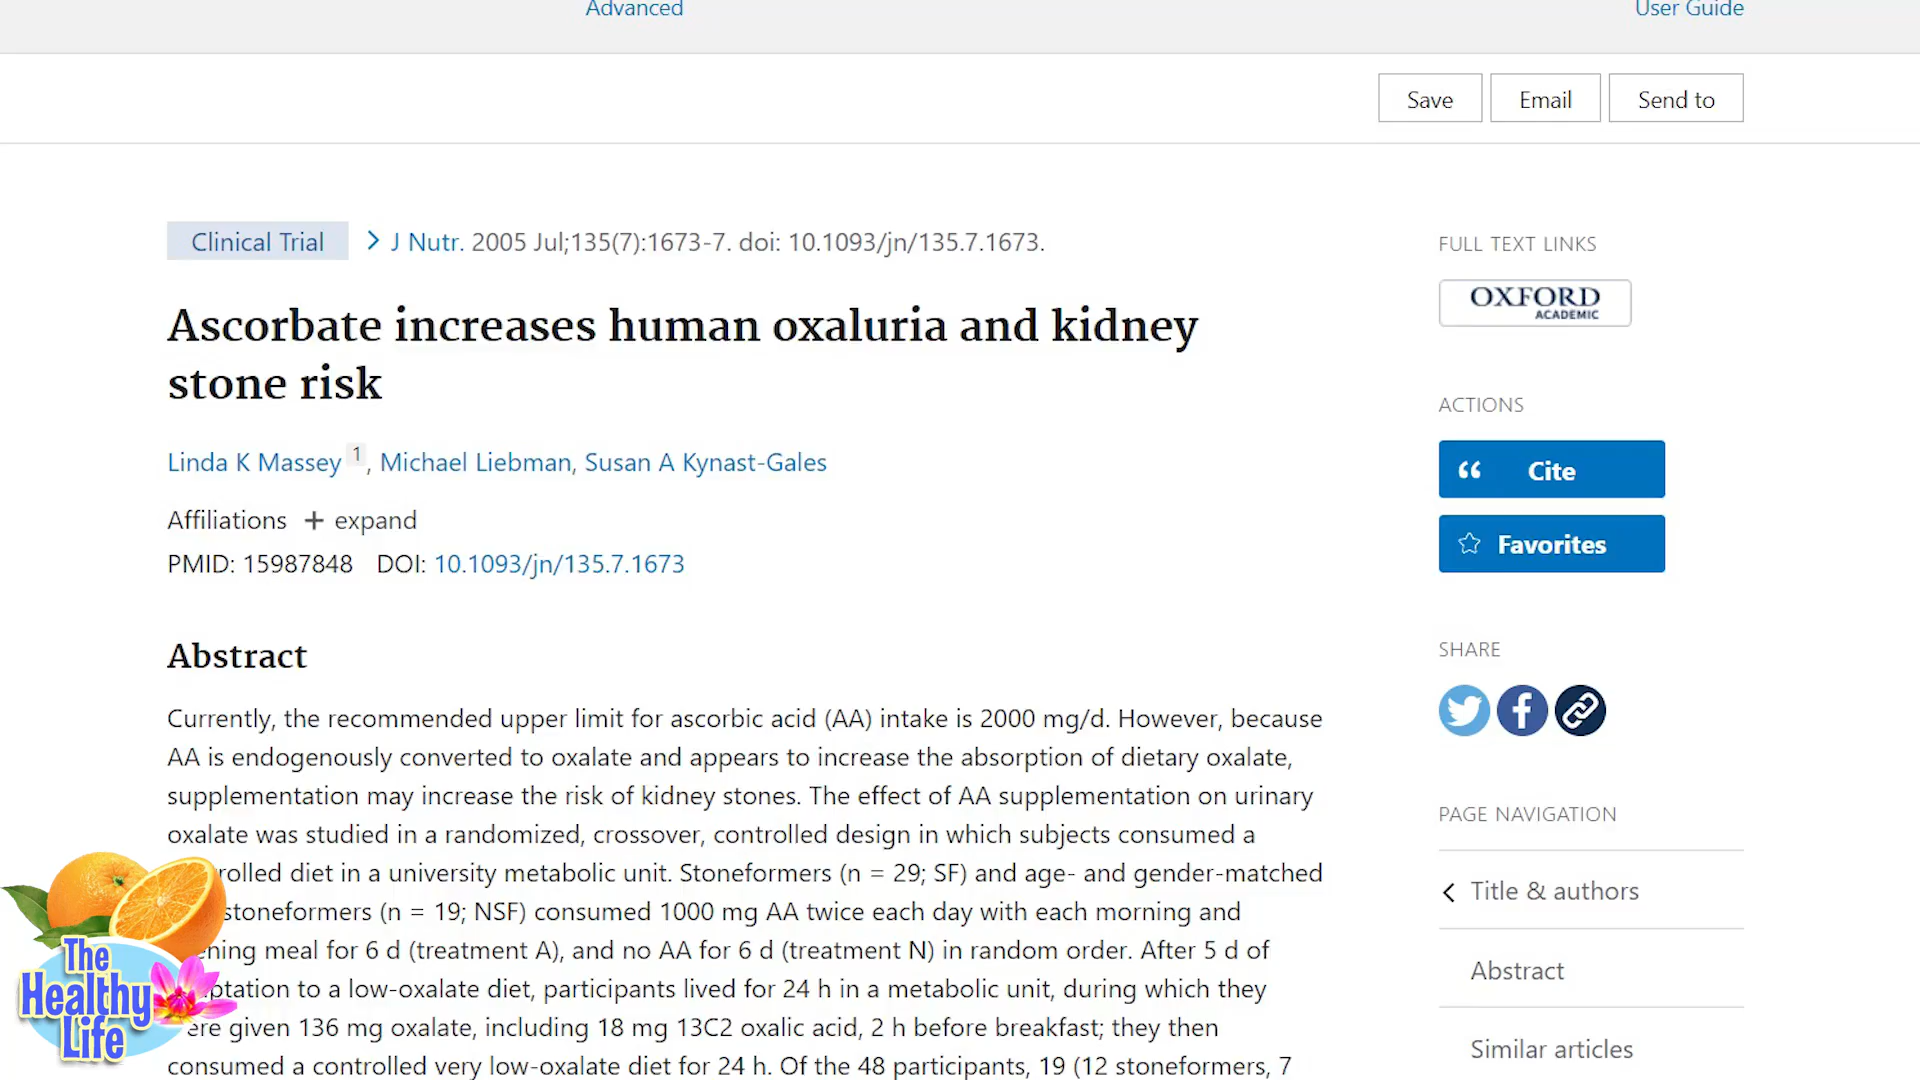 Advanced
User Guide
Save
Email
Send to
Clinical Trial
J Nutr. 2005 Jul;135(7):1673-7. doi: 10.1093/jn/135.7.1673.
Ascorbate increases human oxaluria and kidney
stone risk
Linda K Massey 1, Michael Liebman, Susan A Kynast-Gales
Affiliations + expand
PMID: 15987848 DOI: 10.1093/jn/135.7.1673
Abstract
Currently, the recommended upper limit for ascorbic acid (AA) intake is 2000 mg/d. However, because
AA is endogenously converted to oxalate and appears to increase the absorption of dietary oxalate,
supplementation may increase the risk of kidney stones. The effect of AA supplementation on urinary
oxalate was studied in a randomized, crossover, controlled design in which subjects consumed a
rolled diet in a university metabolic unit. Stoneformers (n = 29; SF) and age- and gender-matched
stoneformers (n = 19; NSF) consumed 1000 mg AA twice each day with each morning and
ening meal for 6 d (treatment A), and no AA for 6 d (treatment N) in random order. After 5 d of
ptation to a low-oxalate diet, participants lived for 24 h in a metabolic unit, during which they
ere given 136 mg oxalate, including 18 mg 13C2 oxalic acid, 2 h before breakfast; they then
consumed a controlled very low-oxalate diet for 24 h. Of the 48 participants, 19 (12 stoneformers, 7
FULL TEXT LINKS
OXFORD
ACADEMIC
ACTIONS
Cite
Favorites
SHARE
PAGE NAVIGATION
Title & authors
Abstract
Similar articles
The
Healthy
Life